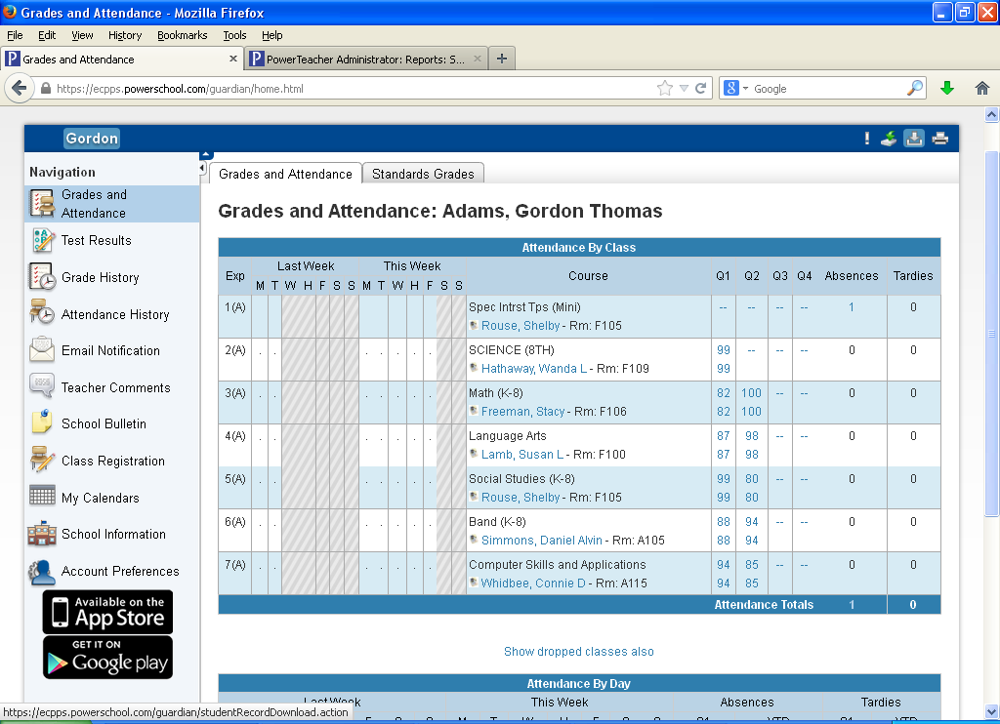 Grades and Attendance - Mozilla Firefox
File Edit View History Bookmarks Tools Help
Grades and Attendance × PowerTeacher Administrator: Reports: S... × +
https://ecpps.powerschool.com/guardian/home.html Google
Gordon
Navigation
Grades and
Attendance
Test Results
Grade History
Attendance History
Email Notification
Teacher Comments
School Bulletin
Class Registration
My Calendars
School Information
Account Preferences
Available on the
App Store
GET IT ON
Google play
Grades and Attendance Standards Grades
Grades and Attendance: Adams, Gordon Thomas
Attendance By Class
Exp Last Week This Week Course Q1 Q2 Q3 Q4 Absences Tardies
M T W H F S S M T W H F S S
1(A) Spec Intrst Tps (Mini) -- -- -- -- 1 0
Rouse, Shelby - Rm: F105
2(A) . . . . . . . SCIENCE (8TH) 99 -- -- -- 0 0
Hathaway, Wanda L - Rm: F109 99
3(A) . . . . . . . Math (K-8) 82 100 -- -- 0 0
Freeman, Stacy - Rm: F106 82 100
4(A) . . . . . . . Language Arts 87 98 -- -- 0 0
Lamb, Susan L - Rm: F100 87 98
5(A) . . . . . . . Social Studies (K-8) 99 80 -- -- 0 0
Rouse, Shelby - Rm: F105 99 80
6(A) . . . . . . . Band (K-8) 88 94 -- -- 0 0
Simmons, Daniel Alvin - Rm: A105 88 94
7(A) . . . . . . . Computer Skills and Applications 94 85 -- -- 0 0
Whidbee, Connie D - Rm: A115 94 85
Attendance Totals 1 0
Show dropped classes also
Attendance By Day
Last Week This Week Absences Tardies
https://ecpps.powerschool.com/guardian/studentRecordDownload.action